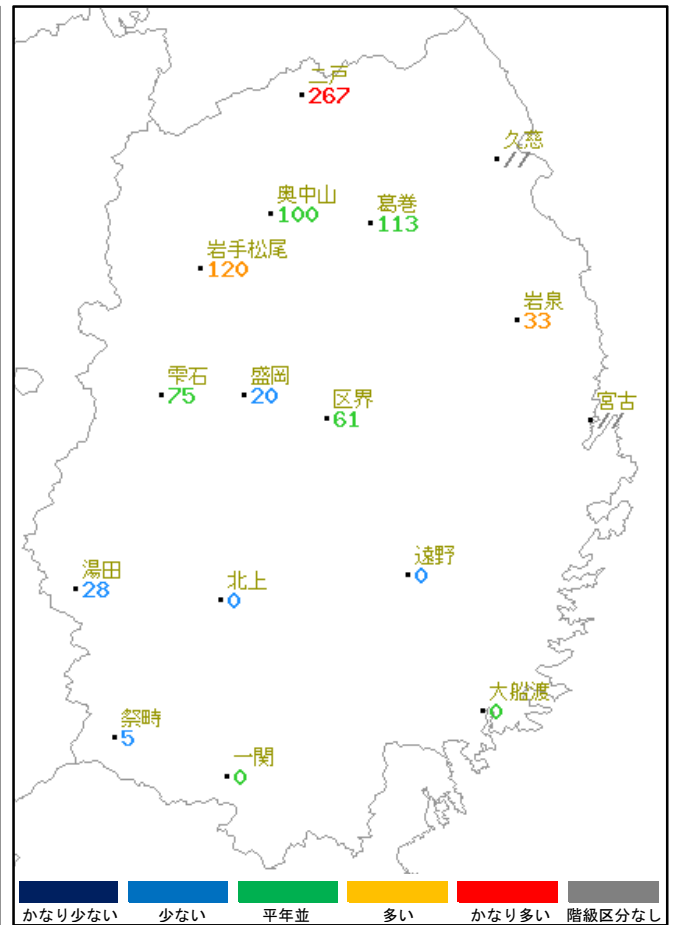 二戸
267
久慈
//
奥中山
100
葛巻
113
岩手松尾
120
岩泉
33
雫石
75
盛岡
20
区界
61
宮古
//
湯田
28
北上
0
遠野
0
大船渡
0
祭畤
5
一関
0
かなり少ない 少ない 平年並 多い かなり多い 階級区分なし